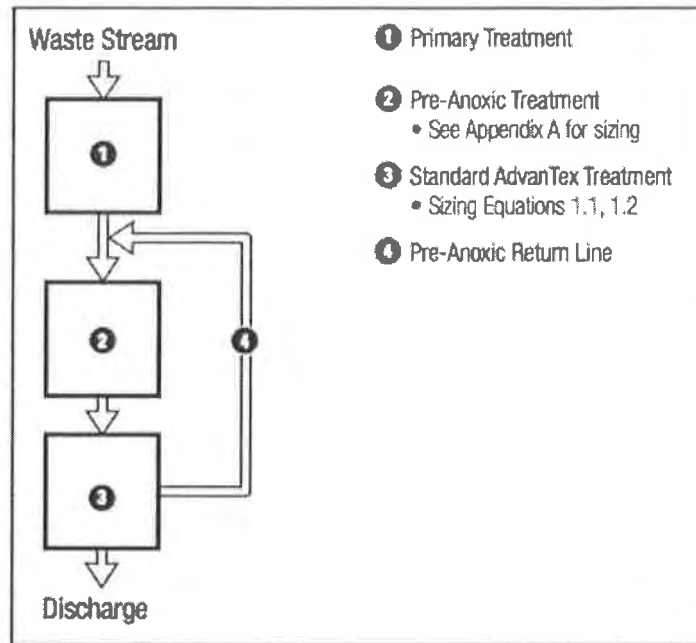 Waste Stream
1
2
4
3
Discharge
1 Primary Treatment
2 Pre-Anoxic Treatment
• See Appendix A for sizing
3 Standard AdvanTex Treatment
• Sizing Equations 1.1, 1.2
4 Pre-Anoxic Return Line